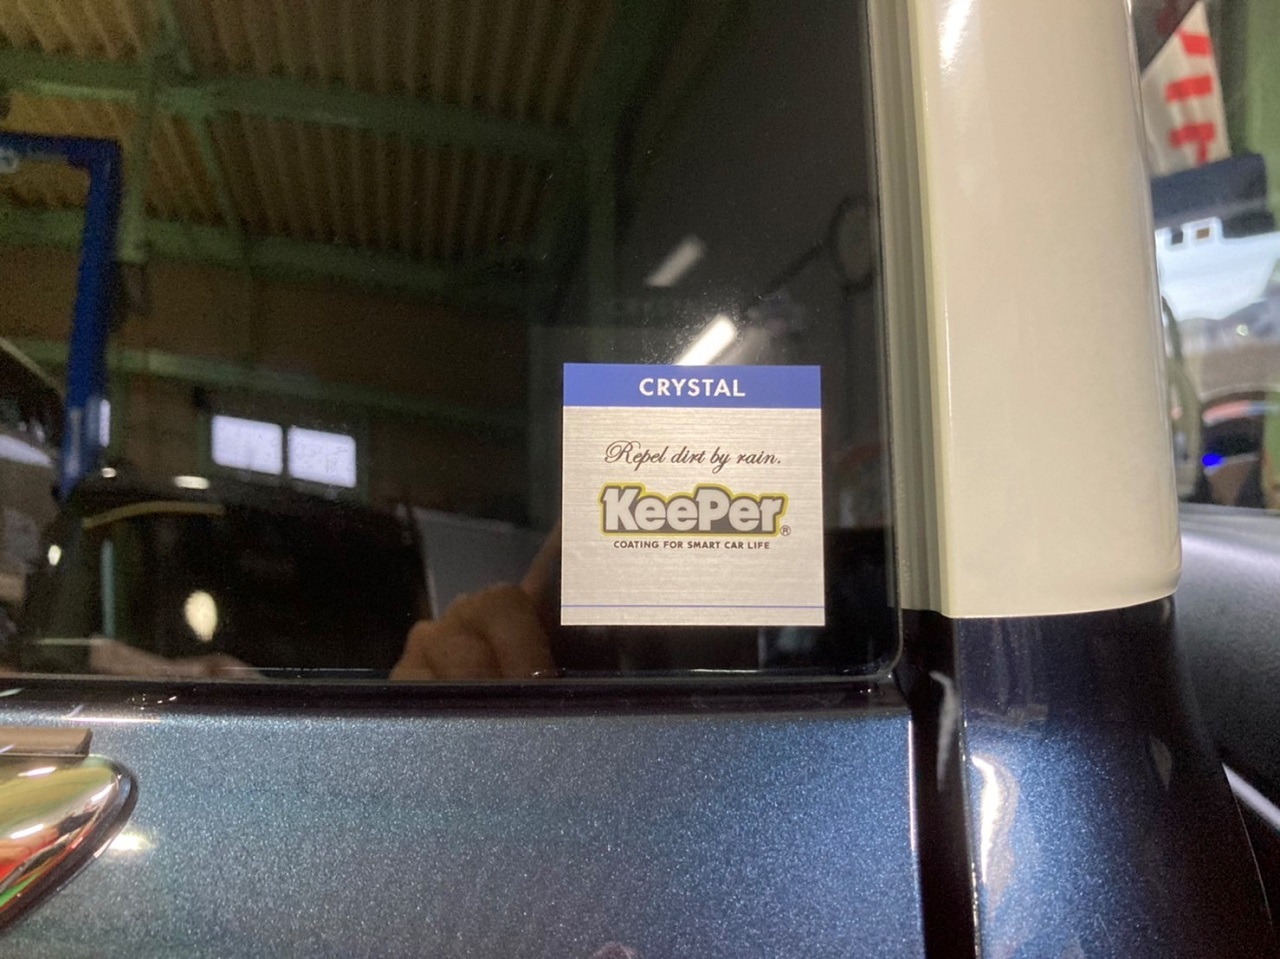 CRYSTAL
Repel dirt by rain.
KeePer®
COATING FOR SMART CAR LIFE